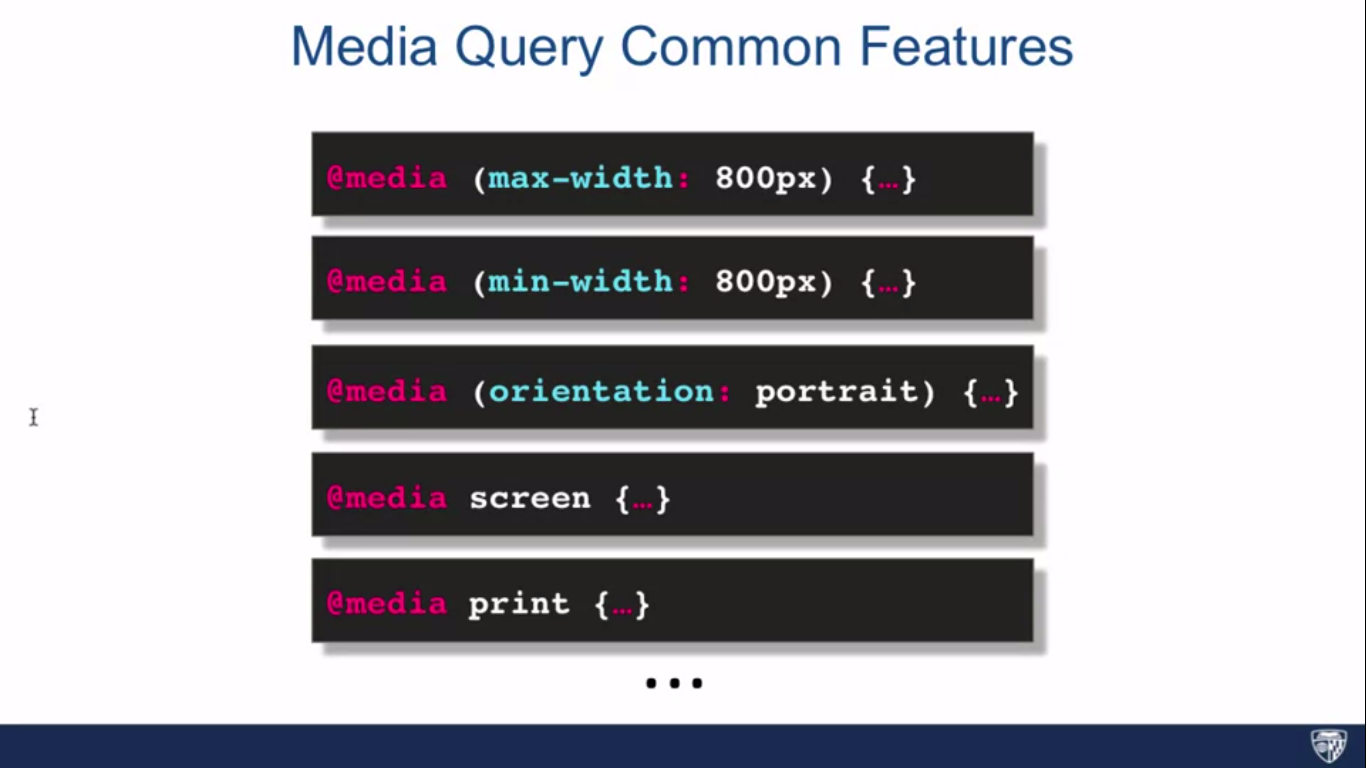 Media Query Common Features
@media (max-width: 800px) {…}
@media (min-width: 800px) {…}
@media (orientation: portrait) {…}
@media screen {…}
@media print {…}
...